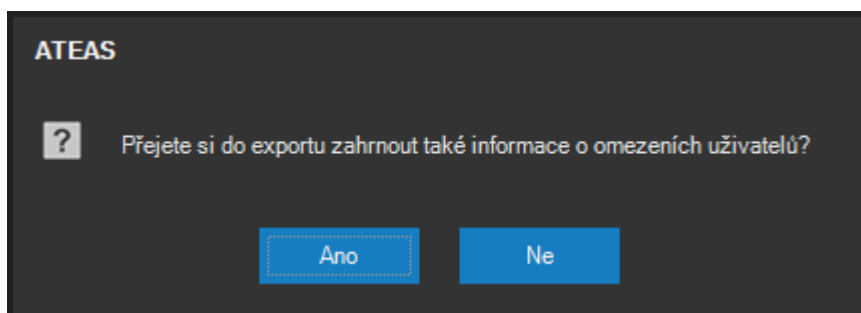 ATEAS
? Přejete si do exportu zahrnout také informace o omezeních uživatelů?
Ano Ne